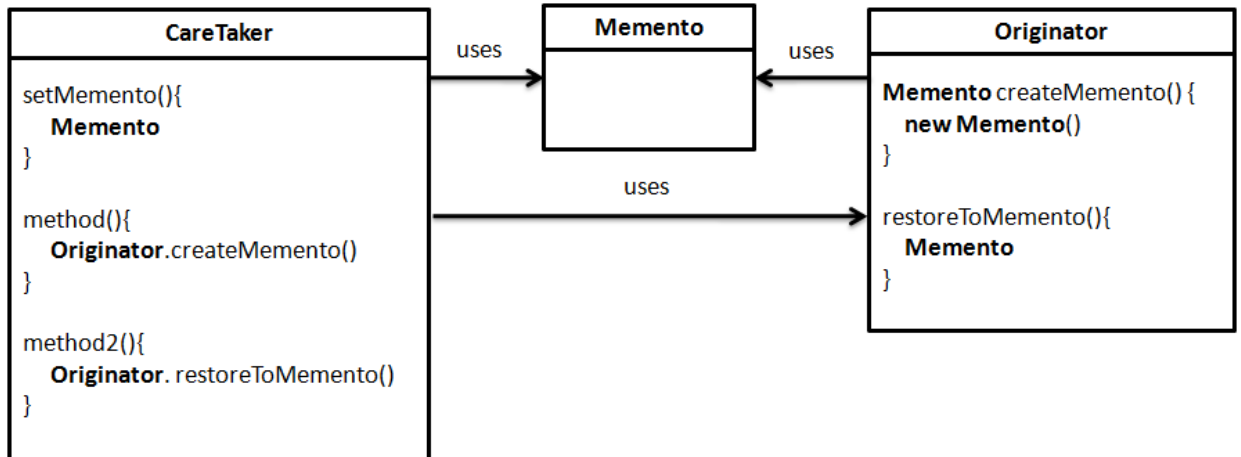 CareTaker
setMemento(){
Memento
}
method(){
Originator.createMemento()
}
method2(){
Originator. restoreToMemento()
}
uses
Memento
uses
uses
Originator
Memento createMemento() {
new Memento()
}
restoreToMemento(){
Memento
}